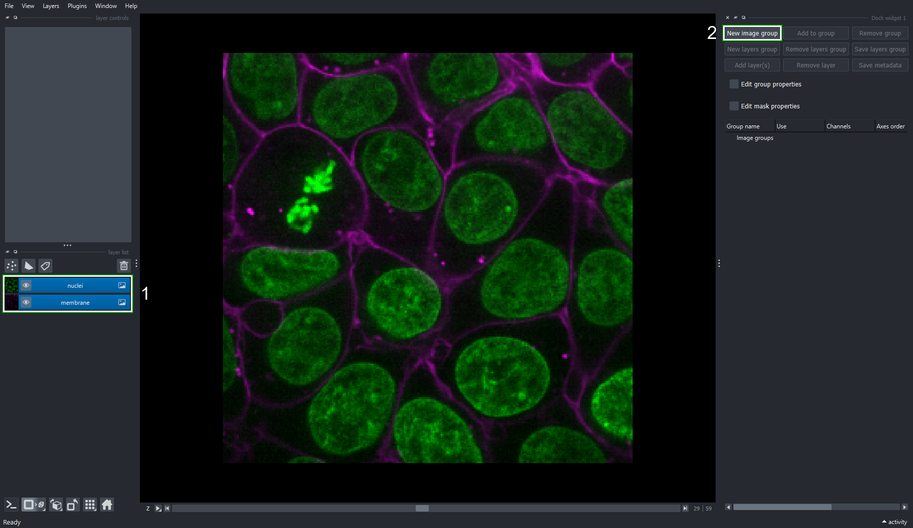 File View Layers Plugins Window Help
layer controls
layer list
nuclei
membrane
1
2
Dock widget 1
New image group Add to group Remove group
New layers group Remove layers group Save layers group
Add layer(s) Remove layer Save metadata
Edit group properties
Edit mask properties
Group name Use Channels Axes order
Image groups
Z 29 59
Ready
activity